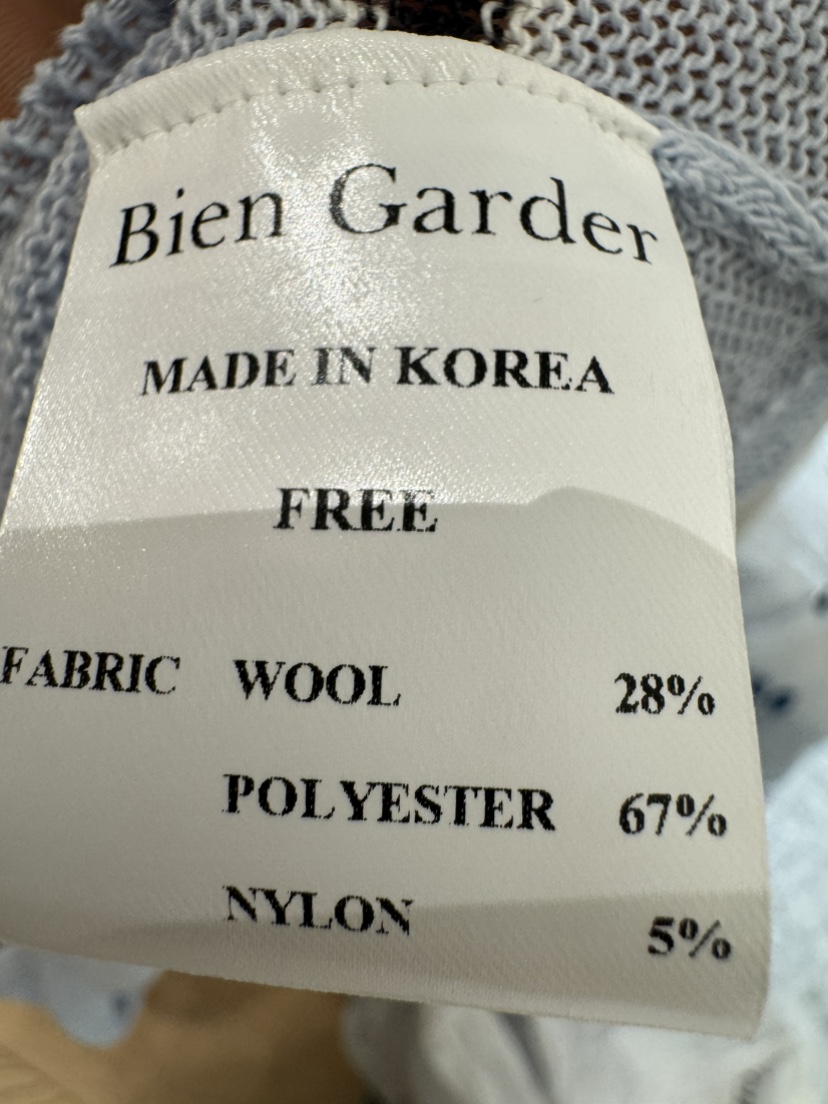 Bien Garder
MADE IN KOREA
FREE
FABRIC WOOL 28%
POLYESTER 67%
NYLON 5%